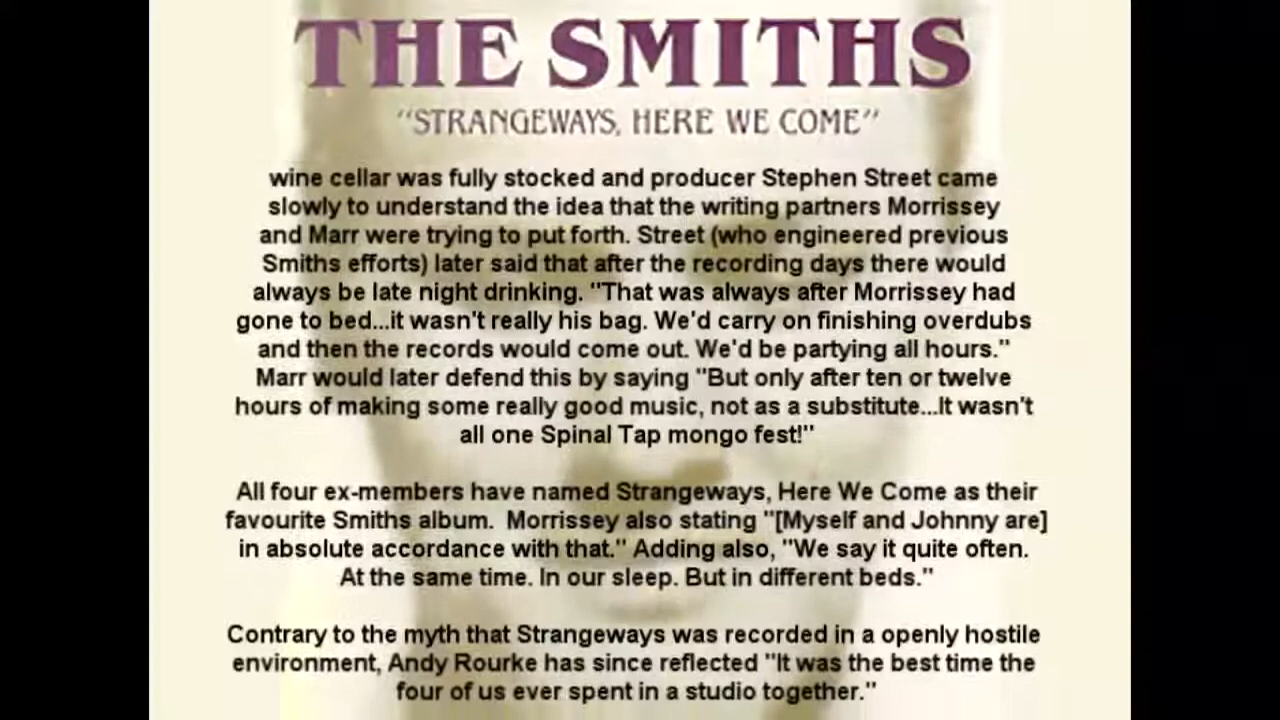 THE SMITHS
"STRANGEWAYS, HERE WE COME"
wine cellar was fully stocked and producer Stephen Street came
slowly to understand the idea that the writing partners Morrissey
and Marr were trying to put forth. Street (who engineered previous
Smiths efforts) later said that after the recording days there would
always be late night drinking. "That was always after Morrissey had
gone to bed...it wasn't really his bag. We'd carry on finishing overdubs
and then the records would come out. We'd be partying all hours."
Marr would later defend this by saying "But only after ten or twelve
hours of making some really good music, not as a substitute...It wasn't
all one Spinal Tap mongo fest!"
All four ex-members have named Strangeways, Here We Come as their
favourite Smiths album. Morrissey also stating "[Myself and Johnny are]
in absolute accordance with that." Adding also, "We say it quite often.
At the same time. In our sleep. But in different beds."
Contrary to the myth that Strangeways was recorded in a openly hostile
environment, Andy Rourke has since reflected "It was the best time the
four of us ever spent in a studio together."